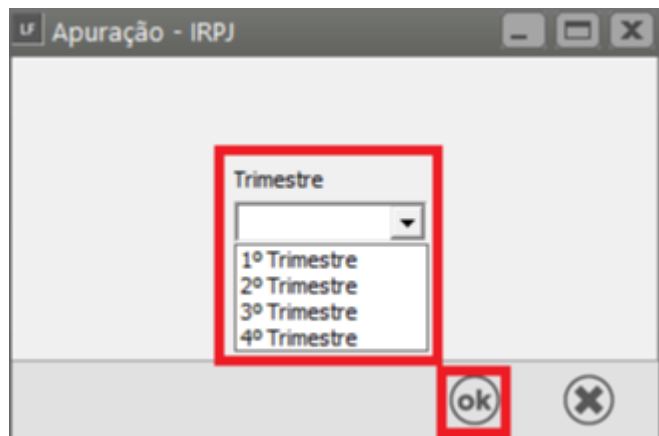 LF Apuração - IRPJ
Trimestre
1º Trimestre
2º Trimestre
3º Trimestre
4º Trimestre
ok